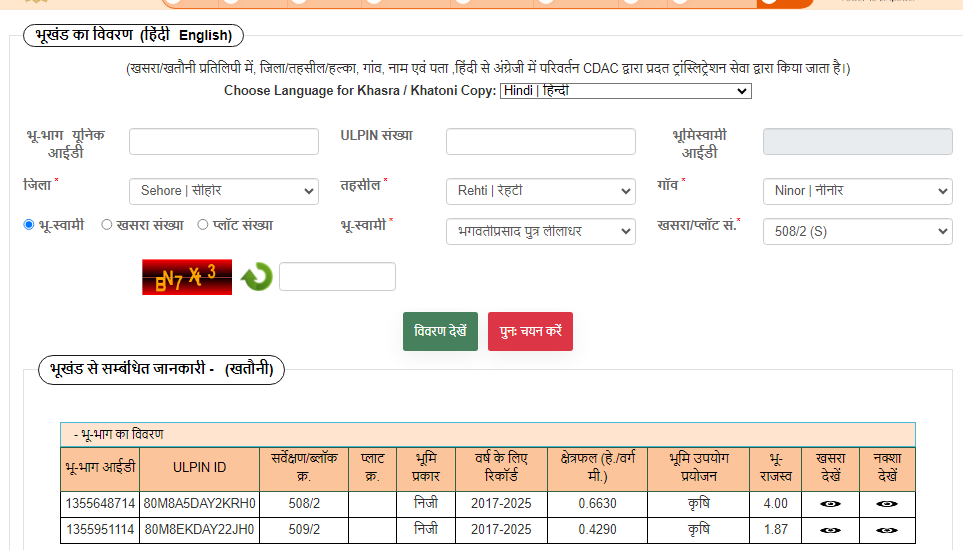 भूखंड का विवरण (हिंदी English)
(खसरा/खतौनी प्रतिलिपी में, जिला/तहसील/हल्का, गांव, नाम एवं पता ,हिंदी से अंग्रेजी में परिवर्तन CDAC द्वारा प्रदत ट्रांस्लिट्रेशन सेवा द्वारा किया जाता है।)
Choose Language for Khasra / Khatoni Copy: Hindi | हिन्दी
भू-भाग यूनिक आईडी ULPIN संख्या भूमिस्वामी आईडी
जिला * Sehore | सीहोर तहसील * Rehti | रेहटी गाँव * Ninor | नीनोर
भू-स्वामी खसरा संख्या प्लॉट संख्या भू-स्वामी * भगवतीप्रसाद पुत्र लीलाधर खसरा/प्लॉट सं.* 508/2 (S)
BN7X3
विवरण देखें पुनः चयन करें
भूखंड से सम्बंधित जानकारी - (खतौनी)
- भू-भाग का विवरण
भू-भाग आईडी ULPIN ID सर्वेक्षण/ब्लॉक क्र. प्लाट क्र. भूमि प्रकार वर्ष के लिए रिकॉर्ड क्षेत्रफल (हे./वर्ग मी.) भूमि उपयोग प्रयोजन भू-राजस्व खसरा देखें नक्शा देखें
1355648714 80M8A5DAY2KRH0 508/2 निजी 2017-2025 0.6630 कृषि 4.00
1355951114 80M8EKDAY22JH0 509/2 निजी 2017-2025 0.4290 कृषि 1.87